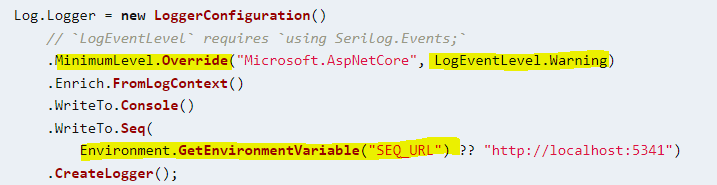 Log.Logger = new LoggerConfiguration()
// `LogEventLevel` requires `using Serilog.Events;`
.MinimumLevel.Override("Microsoft.AspNetCore", LogEventLevel.Warning)
.Enrich.FromLogContext()
.WriteTo.Console()
.WriteTo.Seq(
Environment.GetEnvironmentVariable("SEQ_URL") ?? "http://localhost:5341")
.CreateLogger();